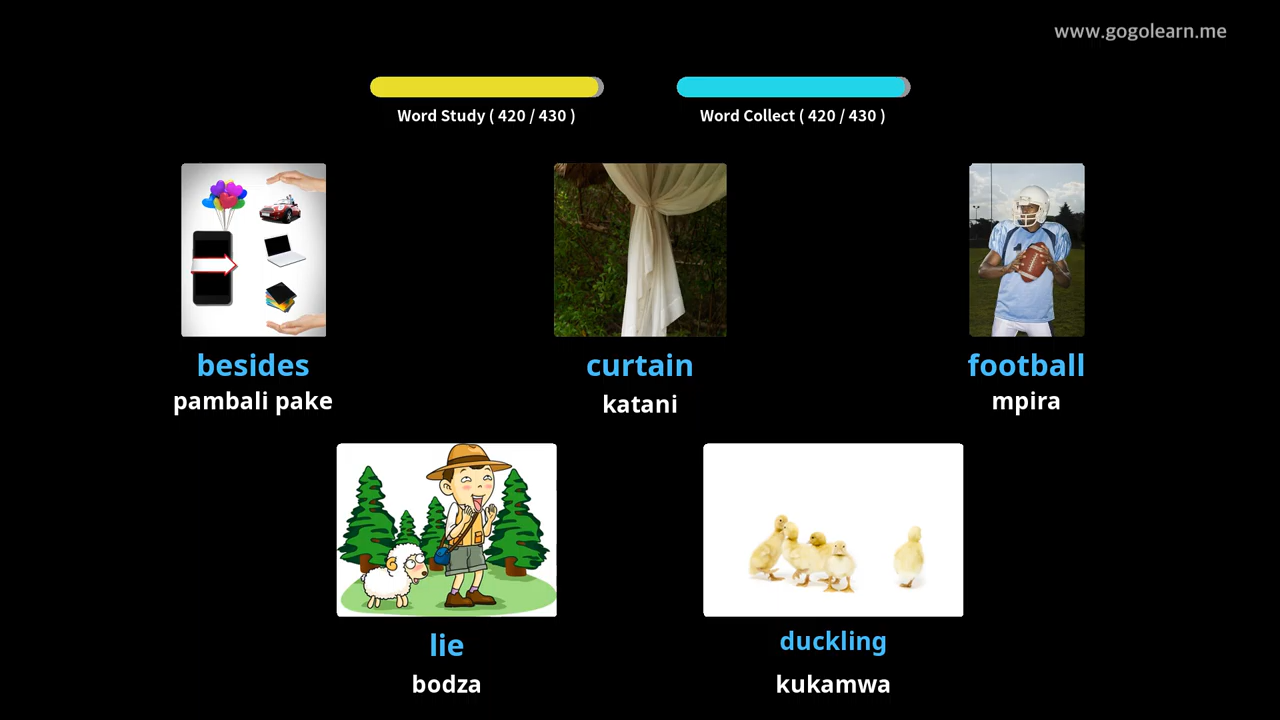 www.gogolearn.me
Word Study ( 420 / 430 )
Word Collect ( 420 / 430 )
besides
pambali pake
curtain
katani
football
mpira
lie
bodza
duckling
kukamwa